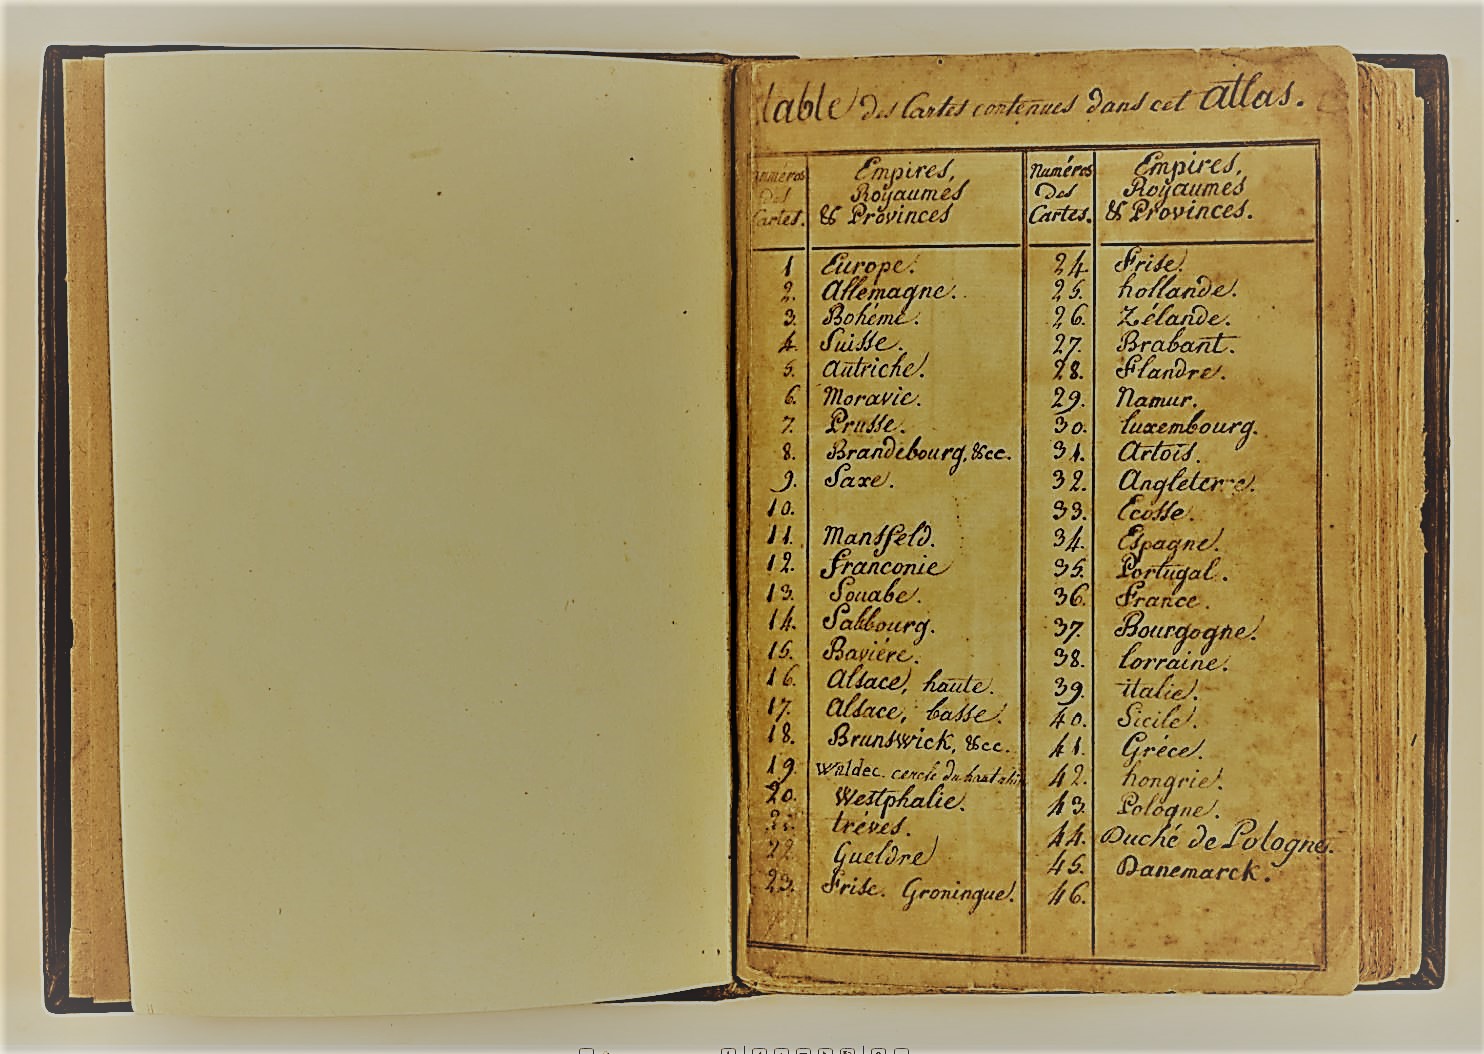 table des Cartes contenues dans cet atlas.
Numéros
des
Cartes.
Empires,
Royaumes
& Provinces
Numéros
des
Cartes.
Empires,
Royaumes
& Provinces.
1 Europe.
2. Allemagne.
3. Bohéme.
4. Suisse.
5. Autriche.
6. Moravie.
7. Prusse.
8. Brandebourg, &cc.
9. Saxe.
10.
11. Mansfeld.
12. franconie
13. Souabe.
14. Saltbourg.
15. Baviére.
16. Alsace, haute.
17. Alsace, basse.
18. Brunswick, &cc.
19. Waldec. cercle du haut rhin
20. Westphalie.
21. tréves.
22. Gueldre
23. Frise. Groningue.
24. Frise.
25. hollande.
26. Zélande.
27. Brabant.
28. Flandre.
29. Namur.
30. luxembourg.
31. Artois.
32. Angleterre.
33. Ecosse.
34. Espagne.
35. Portugal.
36. France.
37. Bourgogne.
38. lorraine.
39. italie.
40. Sicile.
41. Gréce.
42. hongrie.
43. Pologne.
44. Duché de Pologne.
45. Danemarck.
46.